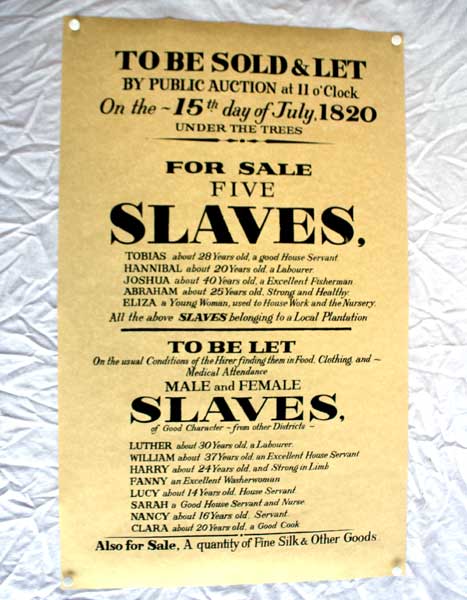 TO BE SOLD & LET
BY PUBLIC AUCTION at 11 o'Clock
On the ~ 15th day of July, 1820
UNDER THE TREES
FOR SALE
FIVE
SLAVES,
TOBIAS about 28 Years old, a good House Servant
HANNIBAL about 20 Years old, a Labourer
JOSHUA about 40 Years old, a Excellent Fisherman
ABRAHAM about 25 Years old, Strong and Healthy
ELIZA a Young Woman, used to House Work and the Nursery.
All the above SLAVES belonging to a Local Plantation
TO BE LET
On the usual Conditions of the Hirer finding them in Food, Clothing, and ~
Medical Attendance
MALE and FEMALE
SLAVES,
of Good Character ~ from other Districts ~
LUTHER about 30 Years old, a Labourer.
WILLIAM about 37 Years old, an Excellent House Servant
HARRY about 24 Years old, and Strong in Limb
FANNY an Excellent Washerwoman
LUCY about 14 Years old, House Servant.
SARAH a Good House Servant and Nurse.
NANCY about 16 Years old, Servant.
CLARA about 20 Years old, a Good Cook
Also for Sale, A quantity of Fine Silk & Other Goods.